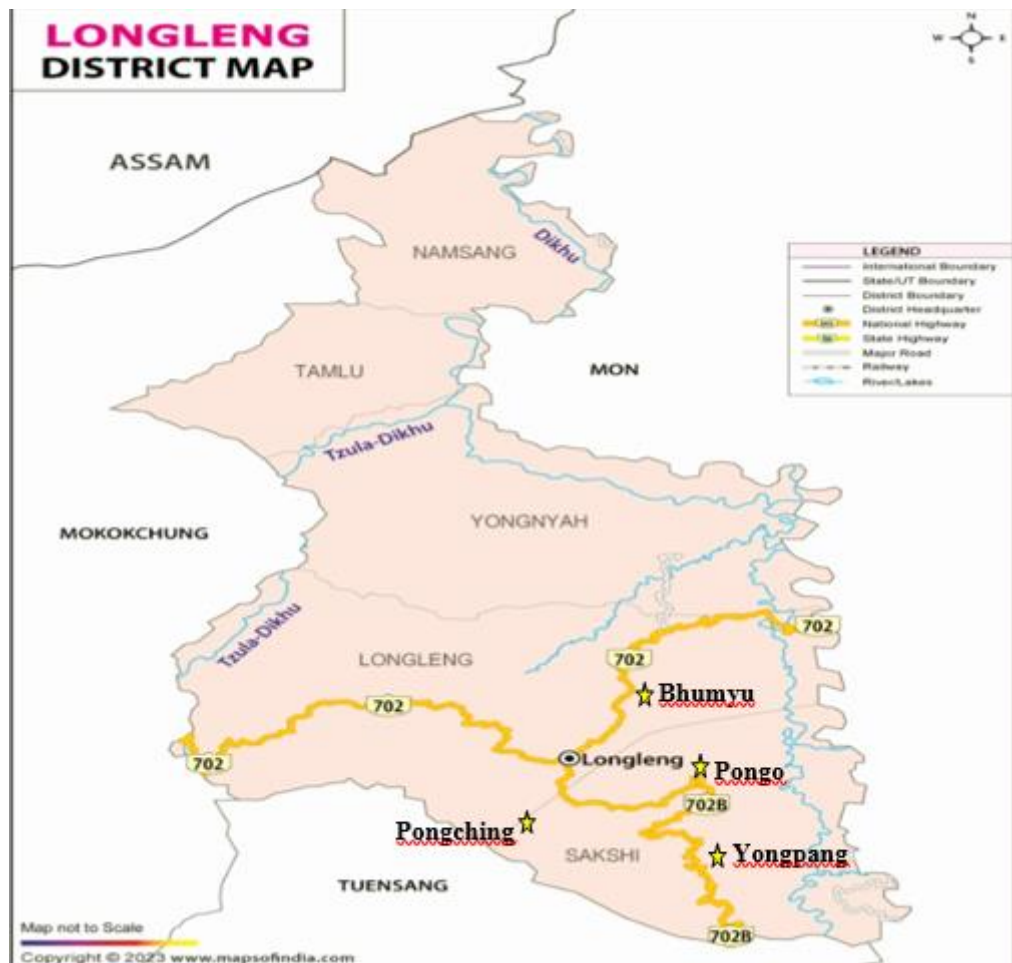 LONGLENG
DISTRICT MAP
N
W E
S
ASSAM
NAMSANG
Dikhu
LEGEND
International Boundary
State/UT Boundary
District Boundary
District Headquarter
National Highway
State Highway
Major Road
Railway
River/Lakes
TAMLU
MON
Tzula-Dikhu
YONGNYAH
MOKOKCHUNG
Tzula-Dikhu
LONGLENG
702
702
Bhumyu
702
702
Longleng
Pongo
702B
Pongching
SAKSHI
Yongpang
TUENSANG
702B
Map not to Scale
Copyright © 2023 www.mapsofindia.com